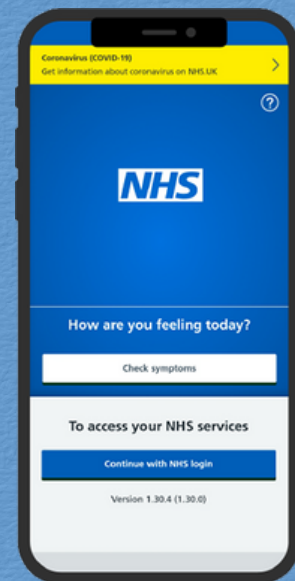 Coronavirus (COVID-19)
Get information about coronavirus on NHS.UK
?
NHS
How are you feeling today?
Check symptoms
To access your NHS services
Continue with NHS login
Version 1.30.4 (1.30.0)